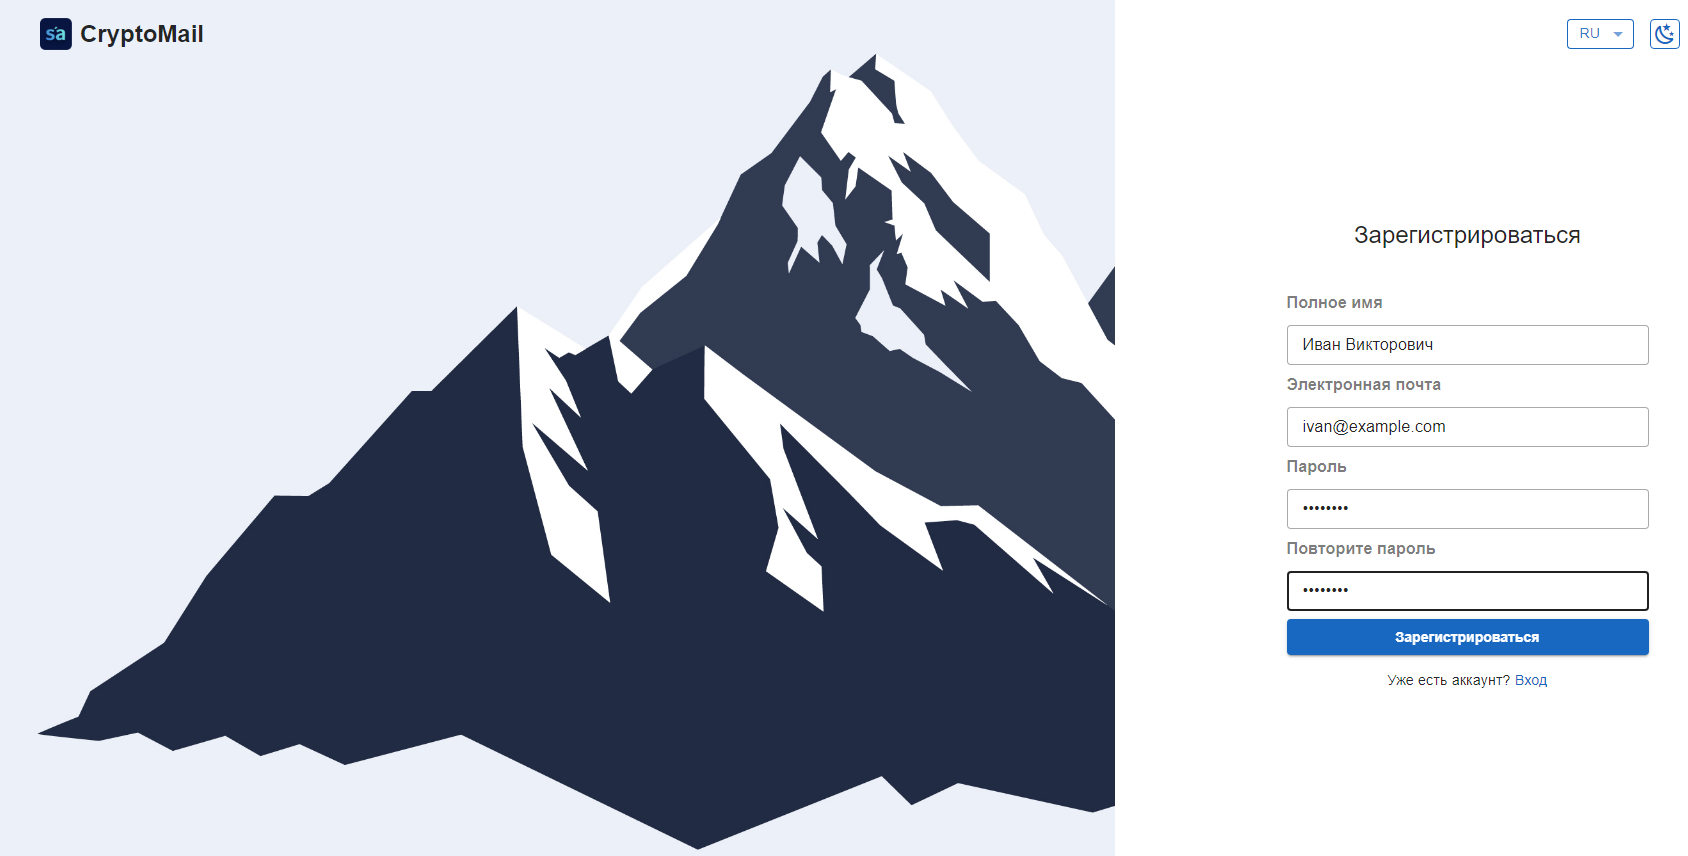 sa CryptoMail
RU
Зарегистрироваться
Полное имя
Иван Викторович
Электронная почта
ivan@example.com
Пароль
••••••••
Повторите пароль
••••••••
Зарегистрироваться
Уже есть аккаунт? Вход